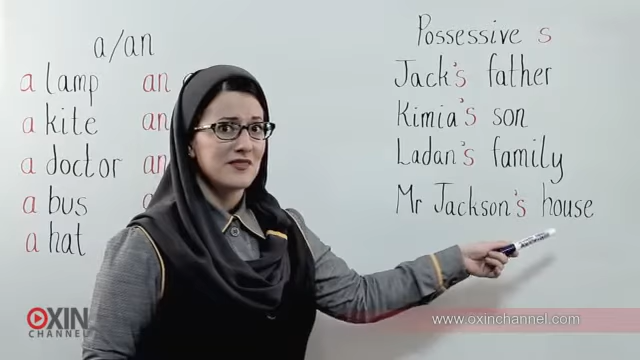 a/an
a lamp an
a kite an
a doctor an
a bus
a hat
Possessive s
Jack's father
Kimia's son
Ladan's family
Mr Jackson's house
OXIN
CHANNEL
www.oxinchannel.com